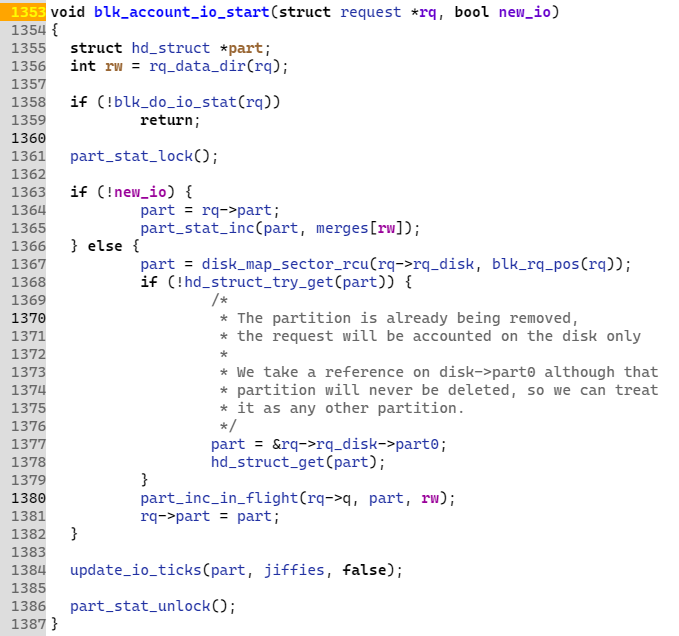 1353 void blk_account_io_start(struct request *rq, bool new_io)
1354 {
1355 struct hd_struct *part;
1356 int rw = rq_data_dir(rq);
1357
1358 if (!blk_do_io_stat(rq))
1359 return;
1360
1361 part_stat_lock();
1362
1363 if (!new_io) {
1364 part = rq->part;
1365 part_stat_inc(part, merges[rw]);
1366 } else {
1367 part = disk_map_sector_rcu(rq->rq_disk, blk_rq_pos(rq));
1368 if (!hd_struct_try_get(part)) {
1369 /*
1370 * The partition is already being removed,
1371 * the request will be accounted on the disk only
1372 *
1373 * We take a reference on disk->part0 although that
1374 * partition will never be deleted, so we can treat
1375 * it as any other partition.
1376 */
1377 part = &rq->rq_disk->part0;
1378 hd_struct_get(part);
1379 }
1380 part_inc_in_flight(rq->q, part, rw);
1381 rq->part = part;
1382 }
1383
1384 update_io_ticks(part, jiffies, false);
1385
1386 part_stat_unlock();
1387 }